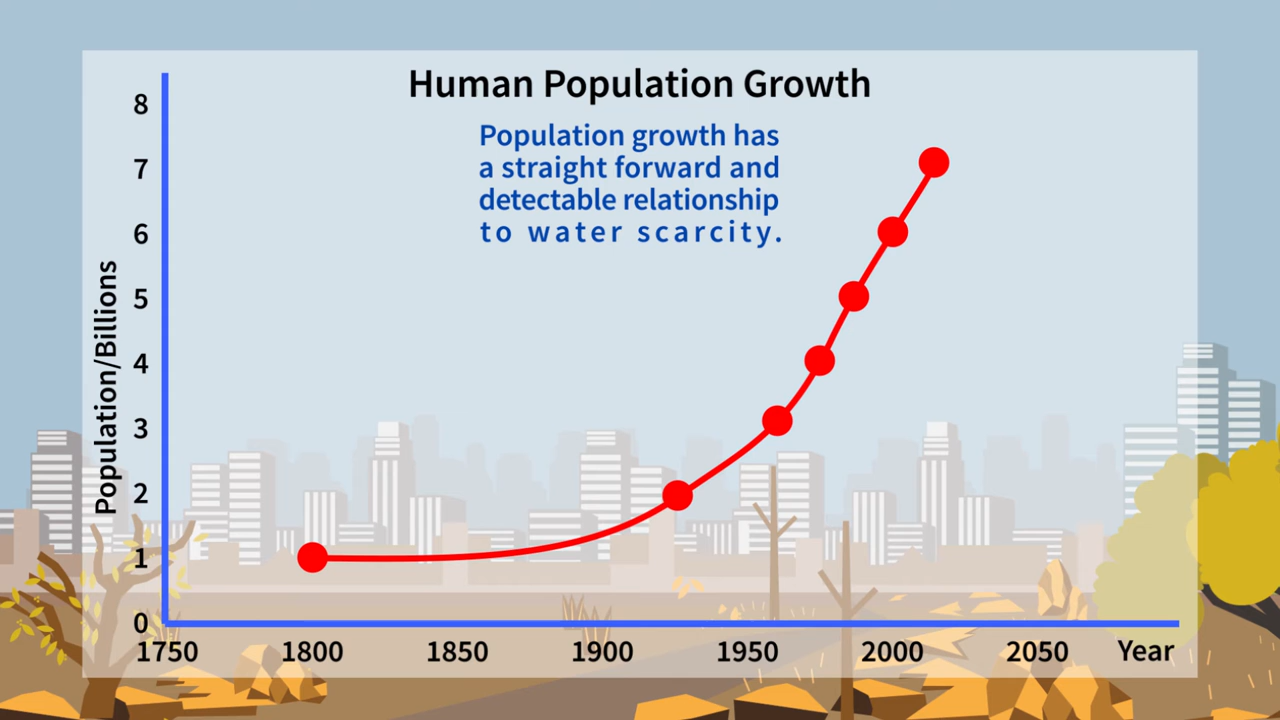 Human Population Growth
Population growth has
a straight forward and
detectable relationship
to water scarcity.
Population/Billions
8
7
6
5
4
3
2
1
0
1750 1800 1850 1900 1950 2000 2050 Year